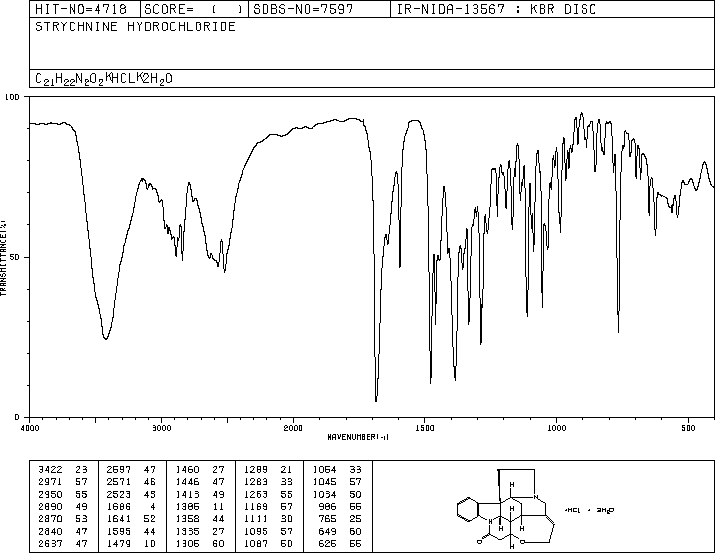 HIT-NO=4718 SCORE= ( ) SDBS-NO=7597 IR-NIDA-13567 : KBR DISC
STRYCHNINE HYDROCHLORIDE
C21H22N2O2*HCL*2H2O
100
50
0
TRANSMITTANCE(%)
4000 3000 2000 1500 1000 500
WAVENUMBER(-1)
3422 23 2597 47 1460 27 1289 21 1054 33
2971 57 2571 46 1446 47 1283 33 1045 57
2950 55 2523 45 1413 49 1263 55 1034 50
2890 49 1686 4 1386 11 1169 57 986 55
2870 53 1641 52 1358 44 1111 30 765 25
2840 47 1595 44 1335 27 1095 57 649 60
2637 47 1479 10 1306 60 1087 50 626 55
H
N
H
H H
N
H
O
O
·HCl · 2H2O